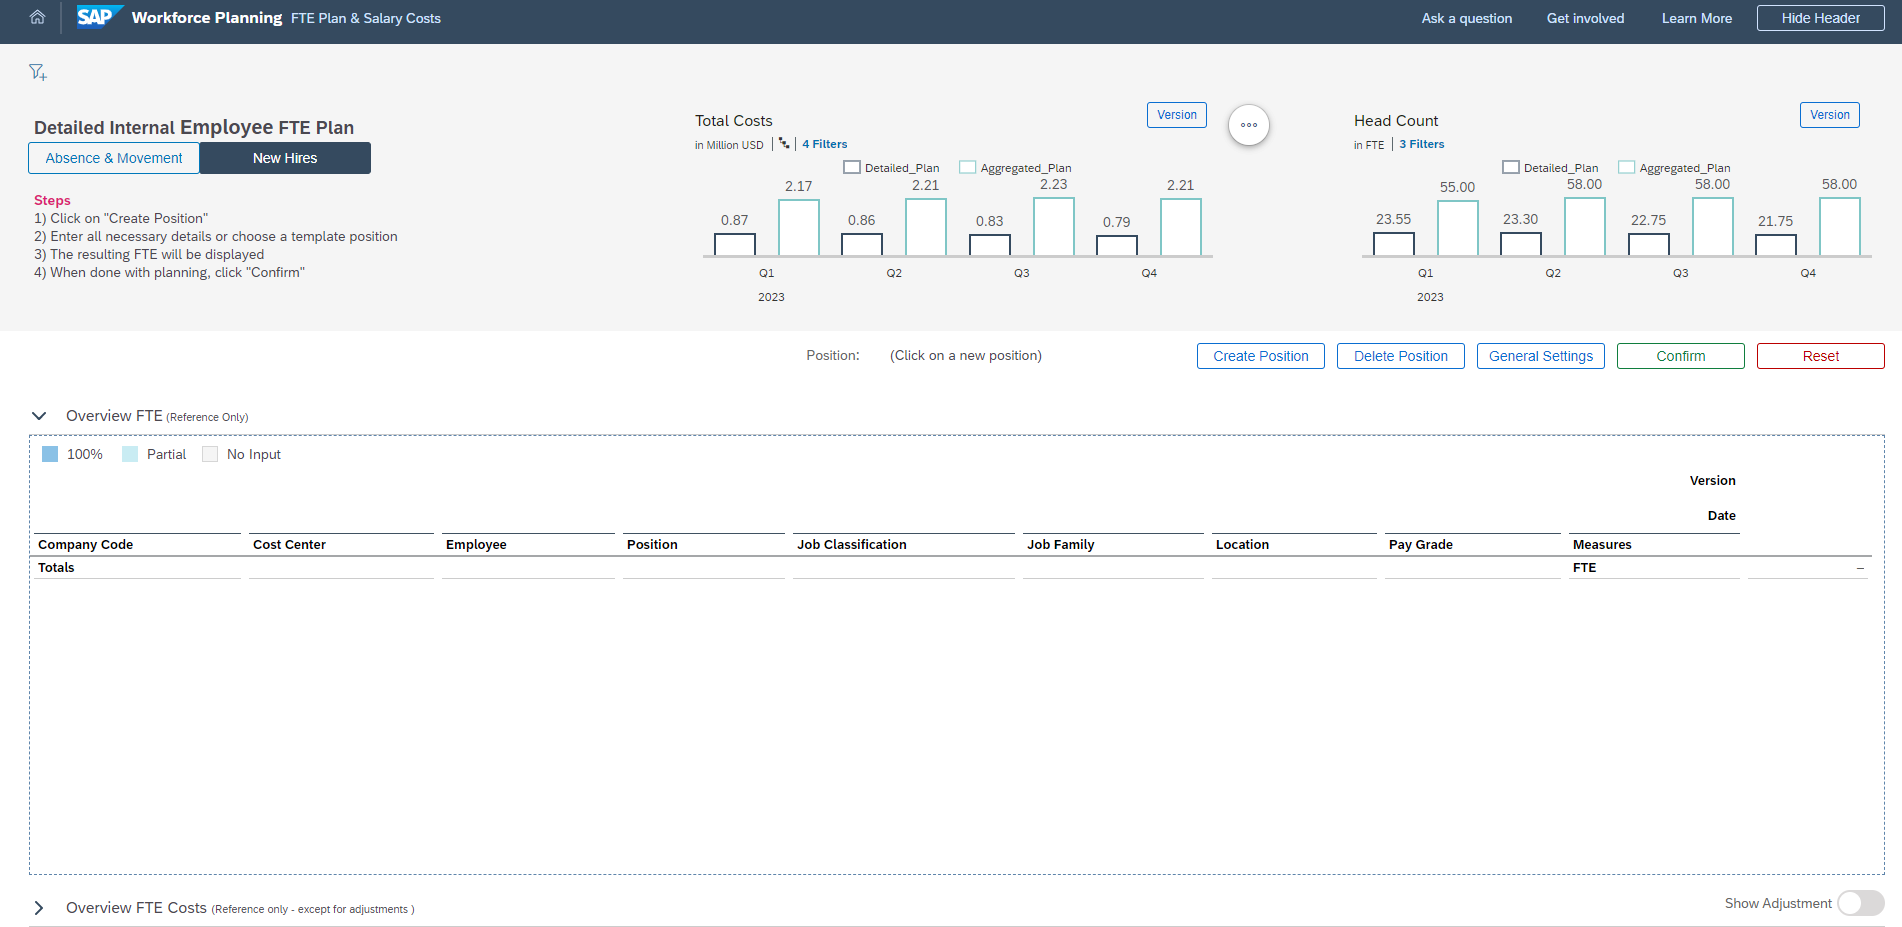 SAP Workforce Planning FTE Plan & Salary Costs
Ask a question Get involved Learn More Hide Header
Detailed Internal Employee FTE Plan
Absence & Movement New Hires
Steps
1) Click on "Create Position"
2) Enter all necessary details or choose a template position
3) The resulting FTE will be displayed
4) When done with planning, click "Confirm"
Total Costs Version
in Million USD 4 Filters
Detailed_Plan Aggregated_Plan
2.17 2.21 2.23 2.21
0.87 0.86 0.83 0.79
Q1 Q2 Q3 Q4
2023
Head Count Version
in FTE 3 Filters
Detailed_Plan Aggregated_Plan
55.00 58.00 58.00 58.00
23.55 23.30 22.75 21.75
Q1 Q2 Q3 Q4
2023
Position: (Click on a new position) Create Position Delete Position General Settings Confirm Reset
Overview FTE (Reference Only)
100% Partial No Input
Version
Date
Company Code Cost Center Employee Position Job Classification Job Family Location Pay Grade Measures
Totals FTE –
Overview FTE Costs (Reference only - except for adjustments ) Show Adjustment